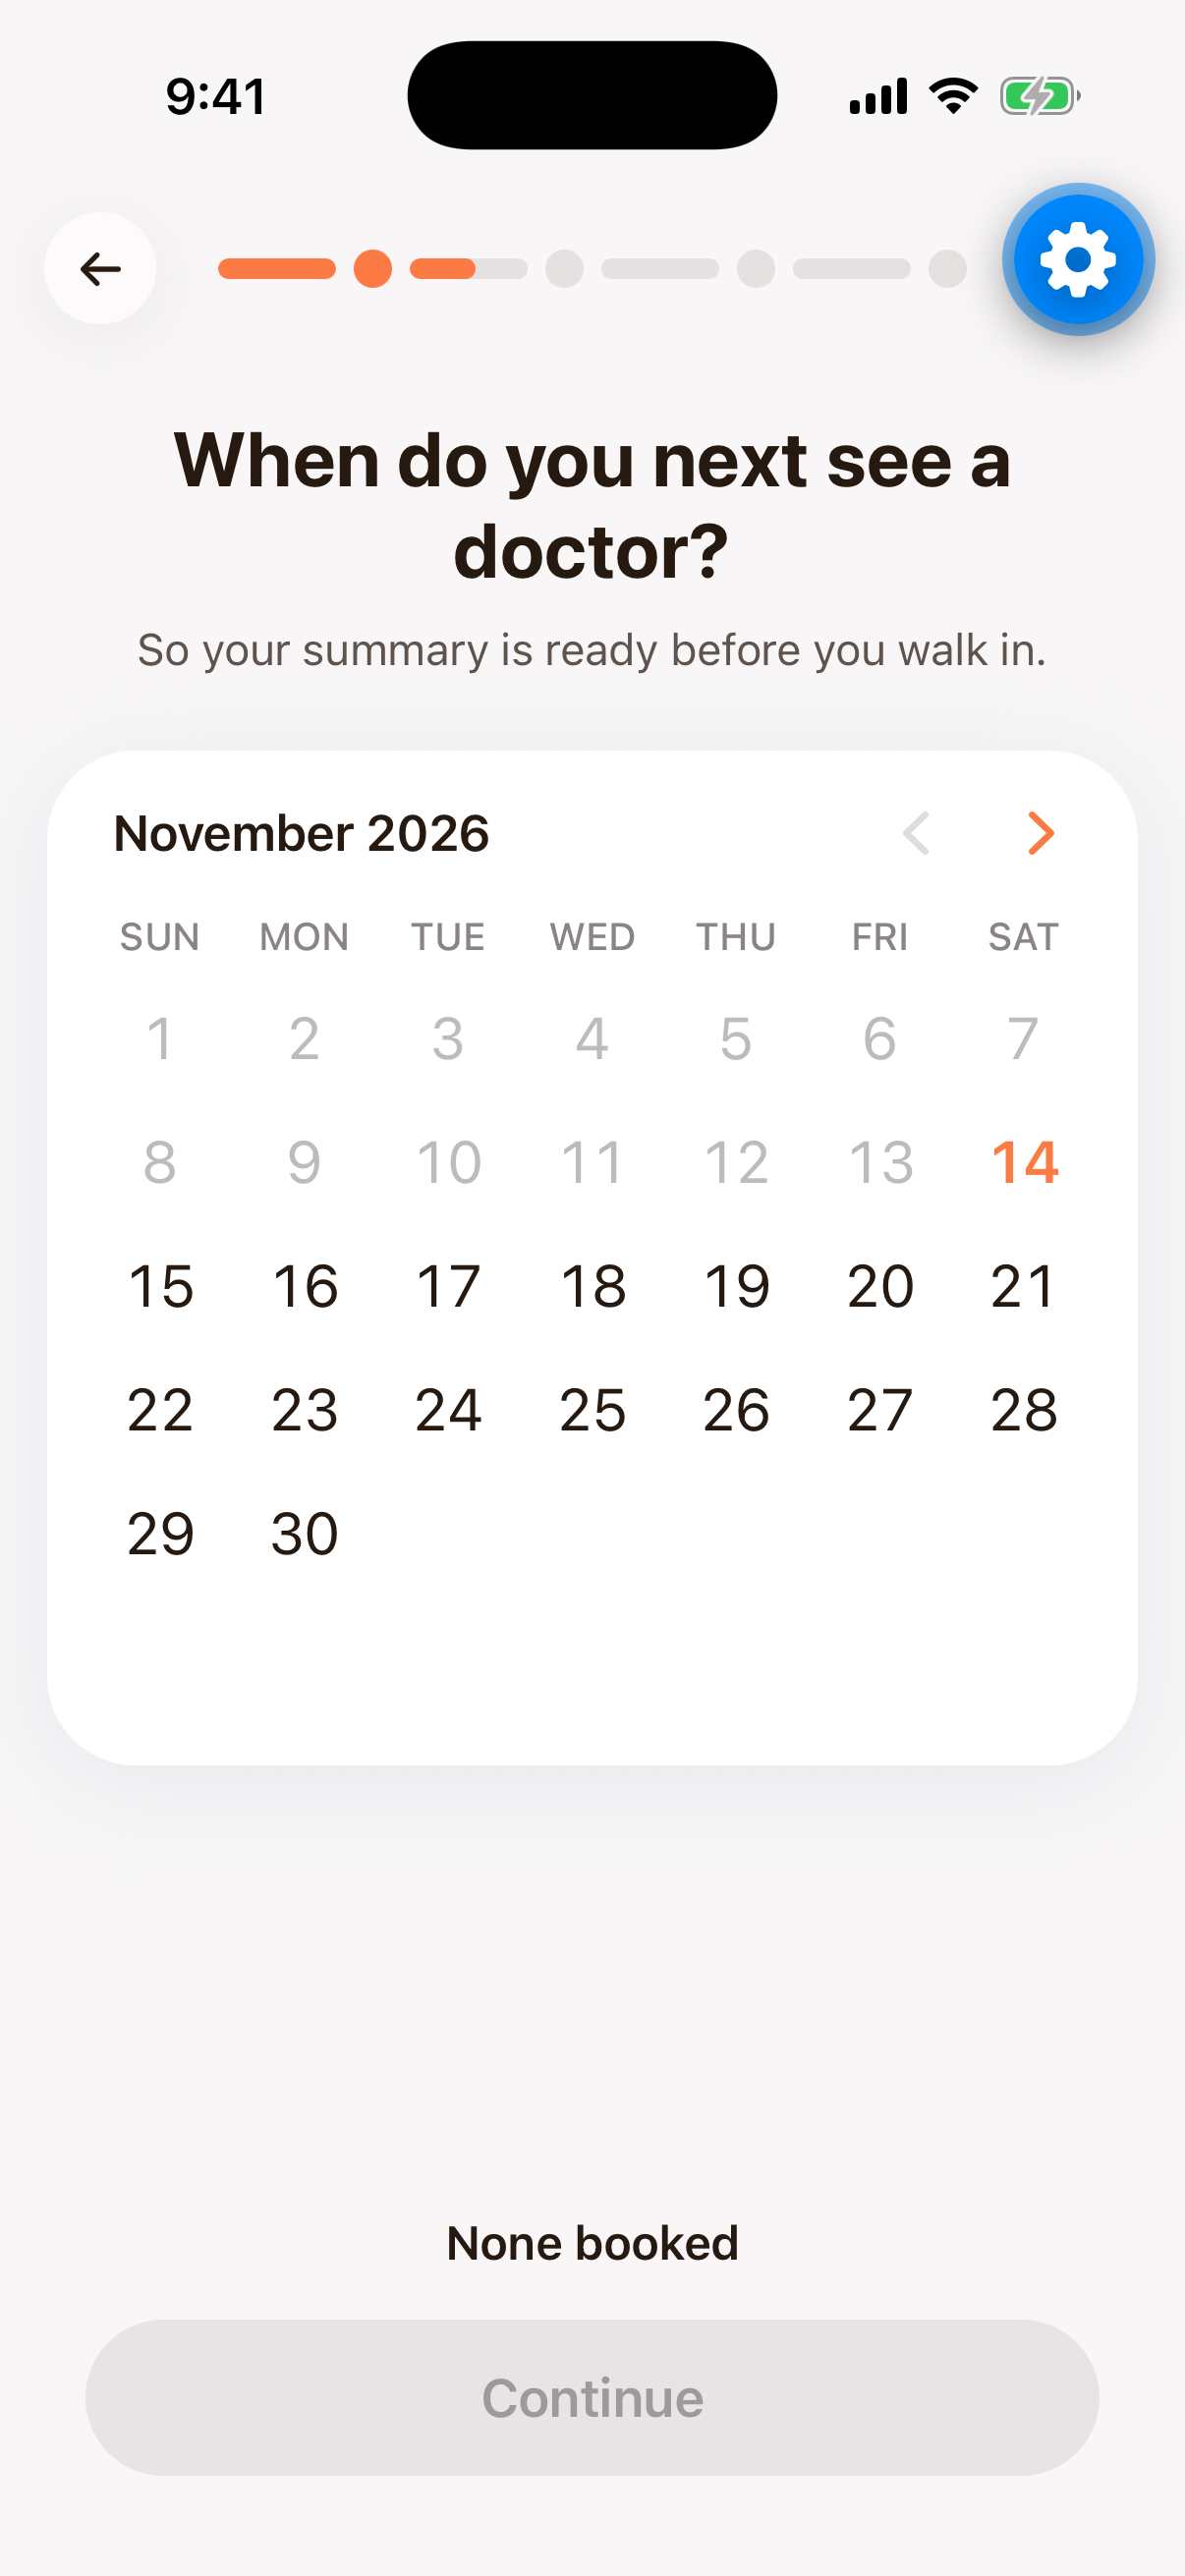 9:41
When do you next see a
doctor?
So your summary is ready before you walk in.
November 2026
SUN MON TUE WED THU FRI SAT
1 2 3 4 5 6 7
8 9 10 11 12 13 14
15 16 17 18 19 20 21
22 23 24 25 26 27 28
29 30
None booked
Continue